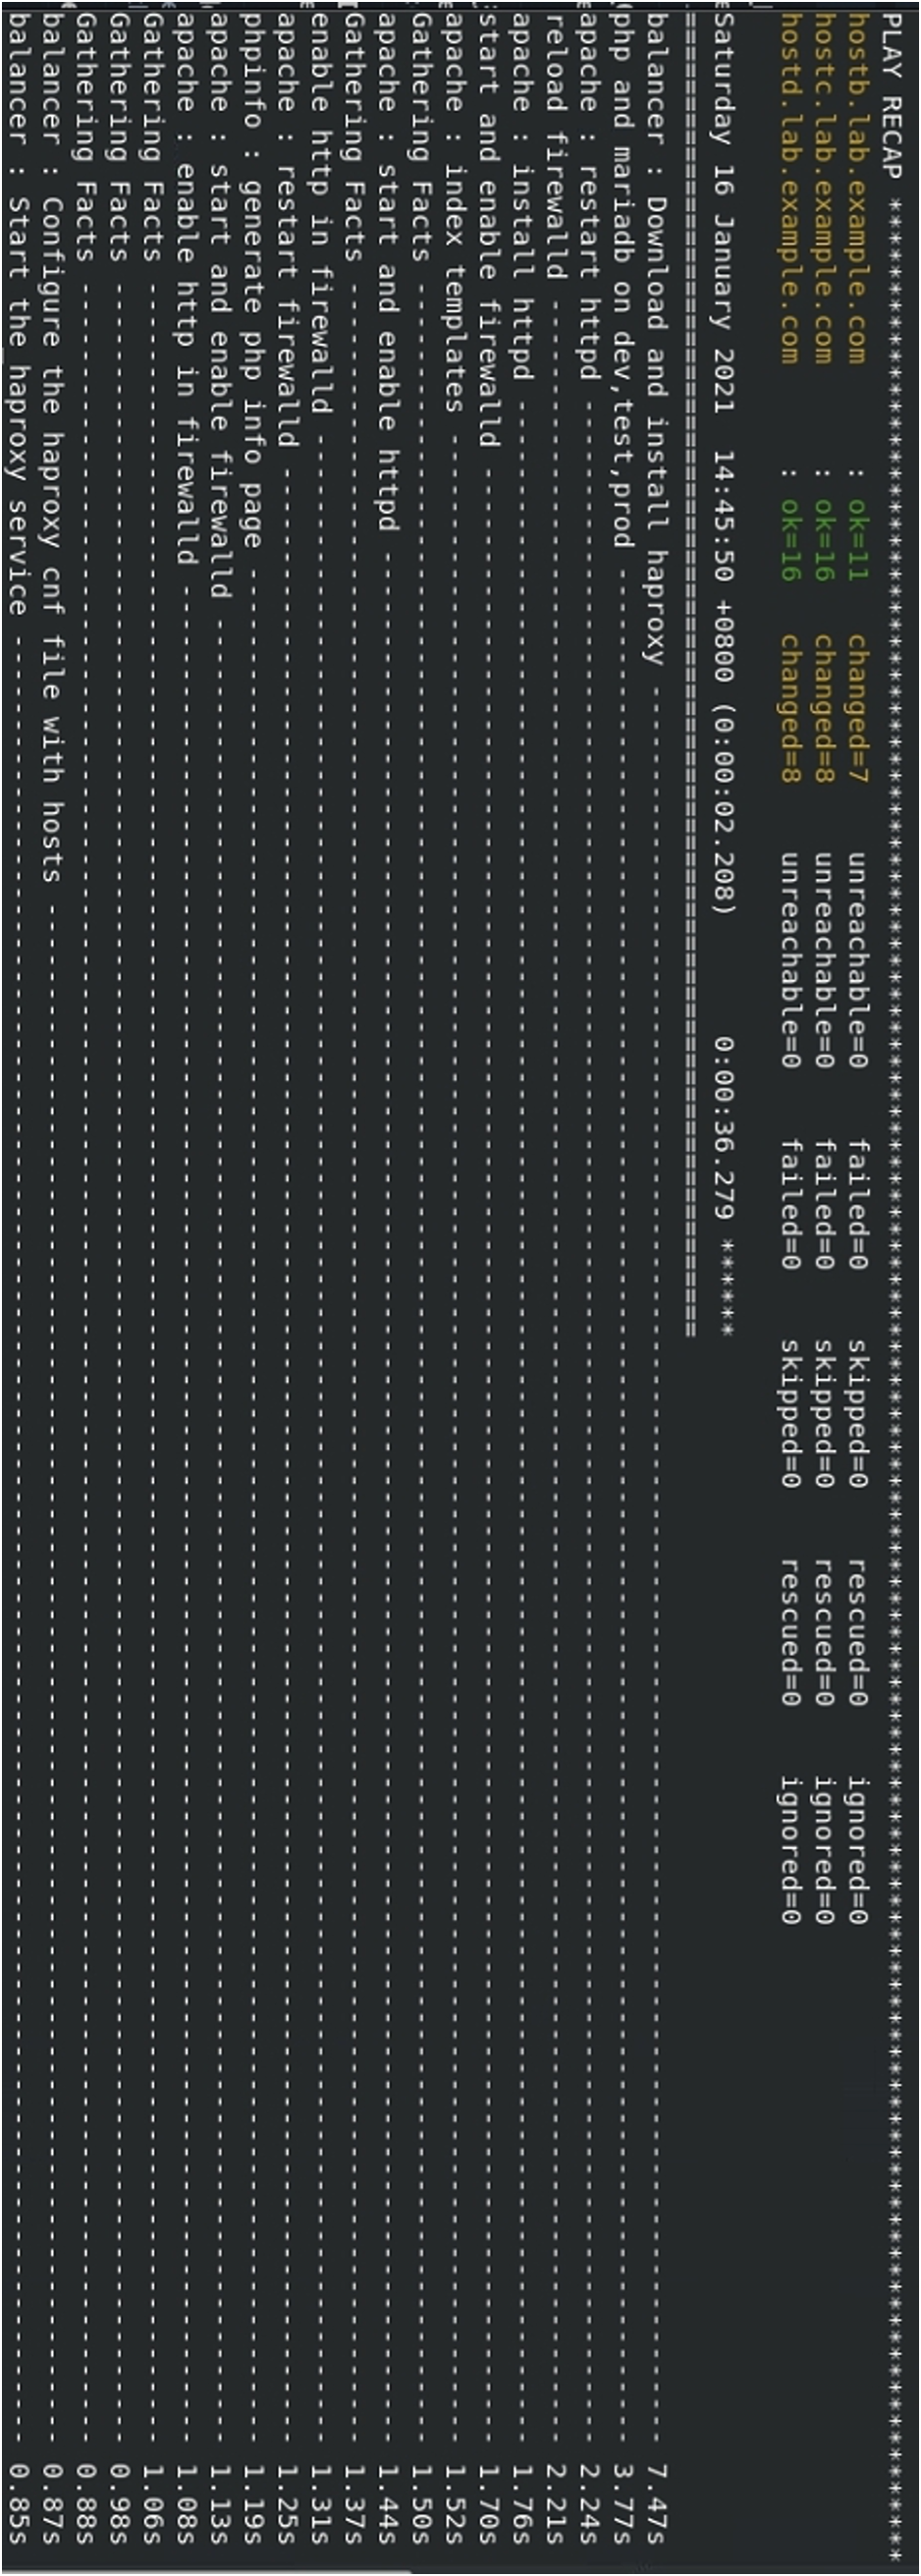 PLAY RECAP *********************************************************************************************************************************************
hostb.lab.example.com      : ok=11   changed=7    unreachable=0    failed=0    skipped=0    rescued=0    ignored=0
hostc.lab.example.com      : ok=16   changed=8    unreachable=0    failed=0    skipped=0    rescued=0    ignored=0
hostd.lab.example.com      : ok=16   changed=8    unreachable=0    failed=0    skipped=0    rescued=0    ignored=0
Saturday 16 January 2021  14:45:50 +0800 (0:00:02.208)       0:00:36.279 ******
===============================================================================
balancer : Download and install haproxy --------------------------------------------------------------------------------------------------------- 7.47s
php and mariadb on dev,test,prod ---------------------------------------------------------------------------------------------------------------- 3.77s
apache : restart httpd -------------------------------------------------------------------------------------------------------------------------- 2.24s
reload firewalld -------------------------------------------------------------------------------------------------------------------------------- 2.21s
apache : install httpd -------------------------------------------------------------------------------------------------------------------------- 1.76s
start and enable firewalld ---------------------------------------------------------------------------------------------------------------------- 1.70s
apache : index templates ------------------------------------------------------------------------------------------------------------------------ 1.52s
Gathering Facts --------------------------------------------------------------------------------------------------------------------------------- 1.50s
apache : start and enable httpd ----------------------------------------------------------------------------------------------------------------- 1.44s
Gathering Facts --------------------------------------------------------------------------------------------------------------------------------- 1.37s
enable http in firewalld ------------------------------------------------------------------------------------------------------------------------ 1.31s
apache : restart firewalld ---------------------------------------------------------------------------------------------------------------------- 1.25s
phpinfo : generate php info page ---------------------------------------------------------------------------------------------------------------- 1.19s
apache : start and enable firewalld ------------------------------------------------------------------------------------------------------------- 1.13s
apache : enable http in firewalld --------------------------------------------------------------------------------------------------------------- 1.08s
Gathering Facts --------------------------------------------------------------------------------------------------------------------------------- 1.06s
Gathering Facts --------------------------------------------------------------------------------------------------------------------------------- 0.98s
Gathering Facts --------------------------------------------------------------------------------------------------------------------------------- 0.88s
balancer : Configure the haproxy cnf file with hosts -------------------------------------------------------------------------------------------- 0.87s
balancer : Start the haproxy service ------------------------------------------------------------------------------------------------------------ 0.85s